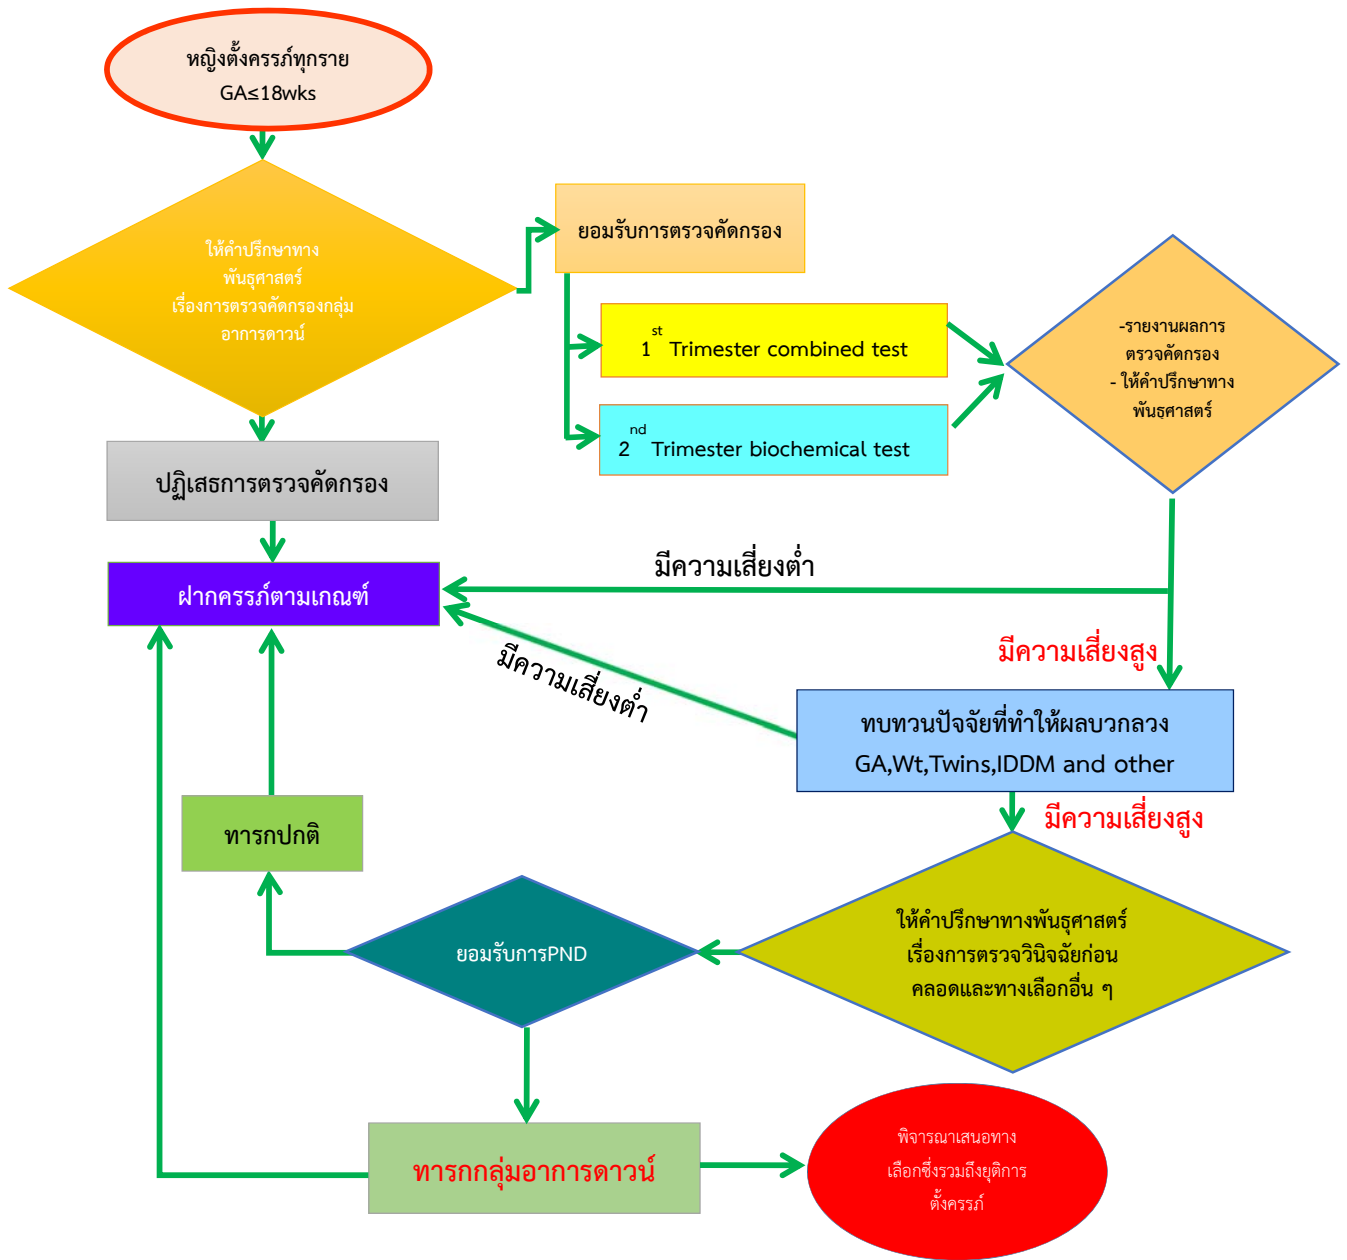 หญิงตั้งครรภ์ทุกราย
GA≤18wks
ให้คำปรึกษาทาง
พันธุศาสตร์
เรื่องการตรวจคัดกรองกลุ่ม
อาการดาวน์
ยอมรับการตรวจคัดกรอง
1st Trimester combined test
2nd Trimester biochemical test
-รายงานผลการ
ตรวจคัดกรอง
- ให้คำปรึกษาทาง
พันธุศาสตร์
ปฏิเสธการตรวจคัดกรอง
ฝากครรภ์ตามเกณฑ์
มีความเสี่ยงต่ำ
มีความเสี่ยงสูง
มีความเสี่ยงต่ำ
ทบทวนปัจจัยที่ทำให้ผลบวกลวง
GA,Wt,Twins,IDDM and other
มีความเสี่ยงสูง
ทารกปกติ
ยอมรับการPND
ให้คำปรึกษาทางพันธุศาสตร์
เรื่องการตรวจวินิจฉัยก่อน
คลอดและทางเลือกอื่น ๆ
ทารกกลุ่มอาการดาวน์
พิจารณาเสนอทาง
เลือกซึ่งรวมถึงยุติการ
ตั้งครรภ์